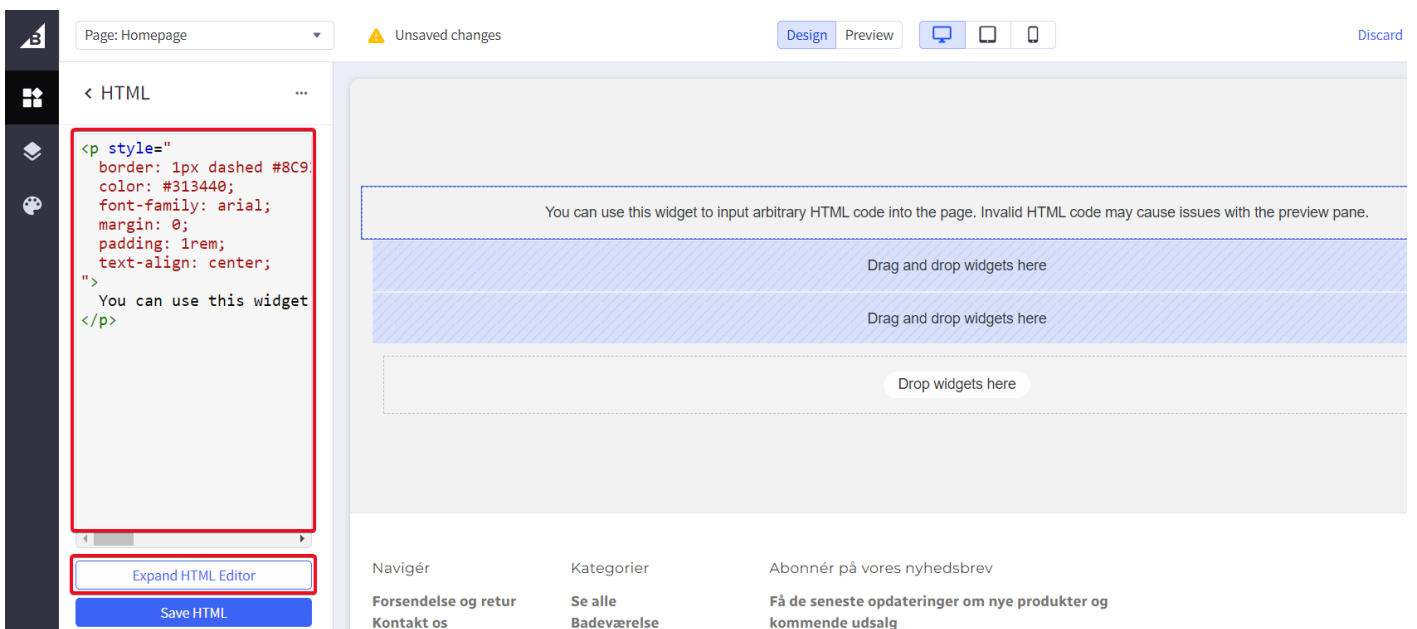 B
Page: Homepage
Unsaved changes
Design
Preview
Discard
< HTML
...
<p style="
border: 1px dashed #8C9
color: #313440;
font-family: arial;
margin: 0;
padding: 1rem;
text-align: center;
">
You can use this widget
</p>
Expand HTML Editor
Save HTML
You can use this widget to input arbitrary HTML code into the page. Invalid HTML code may cause issues with the preview pane.
Drag and drop widgets here
Drag and drop widgets here
Drop widgets here
Navigér
Kategorier
Abonnér på vores nyhedsbrev
Forsendelse og retur
Se alle
Få de seneste opdateringer om nye produkter og
Kontakt os
Badeværelse
kommende udsalg